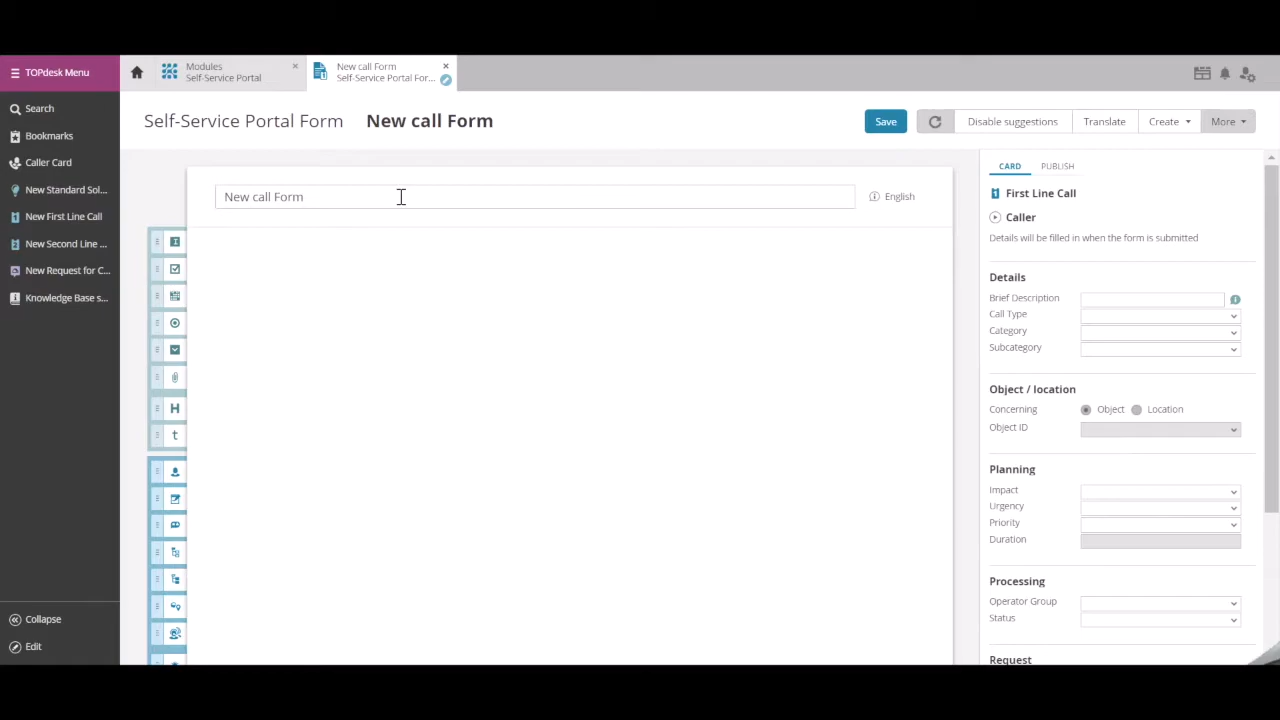 TOPdesk Menu
Modules
Self-Service Portal
New call Form
Self-Service Portal For...
Search
Bookmarks
Caller Card
New Standard Sol...
New First Line Call
New Second Line ...
New Request for C...
Knowledge Base s...
Collapse
Edit
Self-Service Portal Form New call Form
Save
Disable suggestions
Translate
Create
More
New call Form
English
H
t
CARD
PUBLISH
First Line Call
Caller
Details will be filled in when the form is submitted
Details
Brief Description
Call Type
Category
Subcategory
Object / location
Concerning
Object
Location
Object ID
Planning
Impact
Urgency
Priority
Duration
Processing
Operator Group
Status
Request